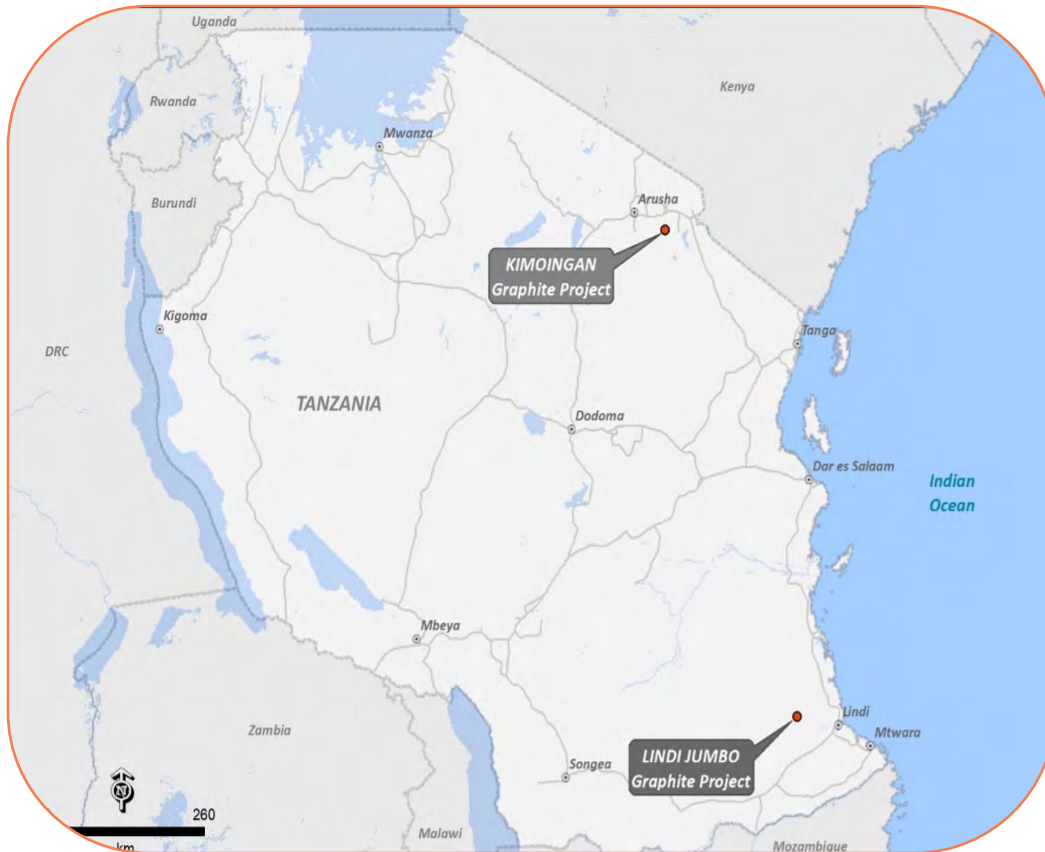 Uganda
Kenya
Rwanda
Mwanza
Burundi
Arusha
KIMOINGAN
Graphite Project
Kigoma
Tanga
DRC
TANZANIA
Dodoma
Dar es Salaam
Indian
Ocean
Mbeya
Lindi
Zambia
Mtwara
LINDI JUMBO
Graphite Project
Songea
N
260
km
Malawi
Mozambique